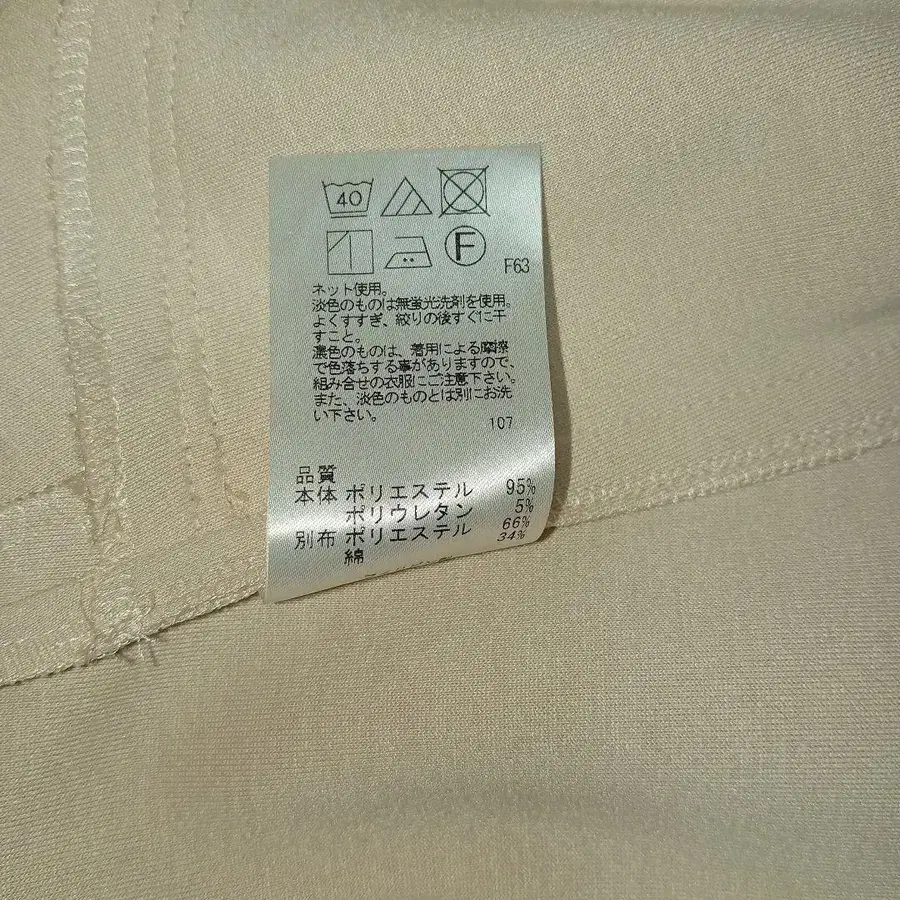 40
F
F63
ネット使用。
淡色のものは無蛍光洗剤を使用。
よくすすぎ、絞りの後すぐに干
すこと。
濃色のものは、着用による摩擦
で色落ちする事がありますので、
組み合せの衣服にご注意下さい。
また、淡色のものとは別にお洗
い下さい。
107
品質
本体 ポリエステル 95%
ポリウレタン 5%
別布 ポリエステル 66%
綿 34%